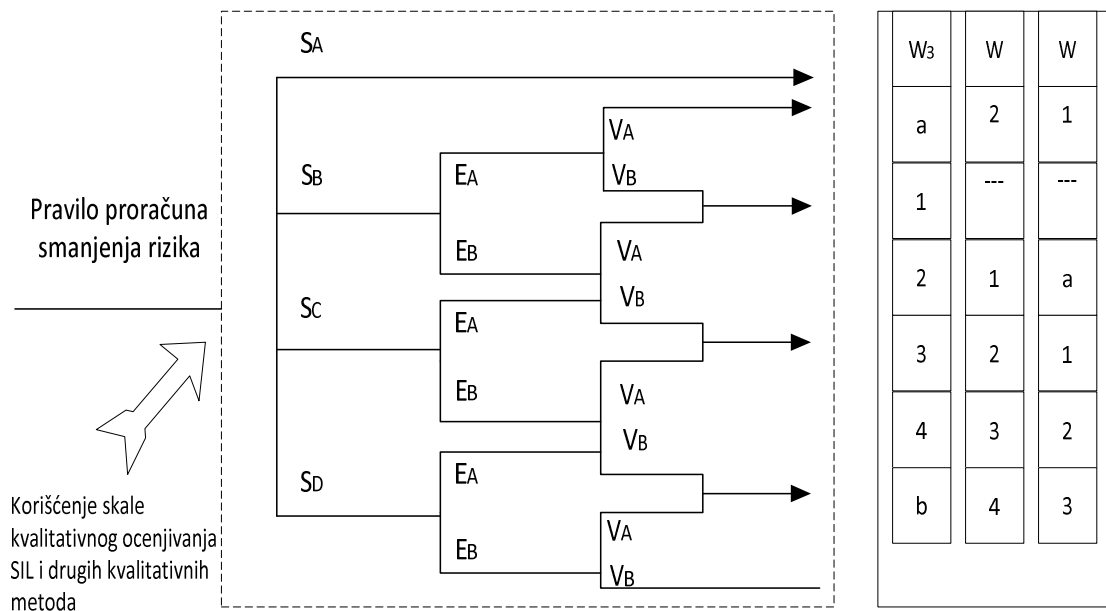 Pravilo proračuna
smanjenja rizika
Korišćenje skale
kvalitativnog ocenjivanja
SIL i drugih kvalitativnih
metoda
SA
SB
SC
SD
EA
EB
EA
EB
EA
EB
VA
VB
VA
VB
VA
VB
VA
VB
W3 W W
a 2 1
1 --- ---
2 1 a
3 2 1
4 3 2
b 4 3